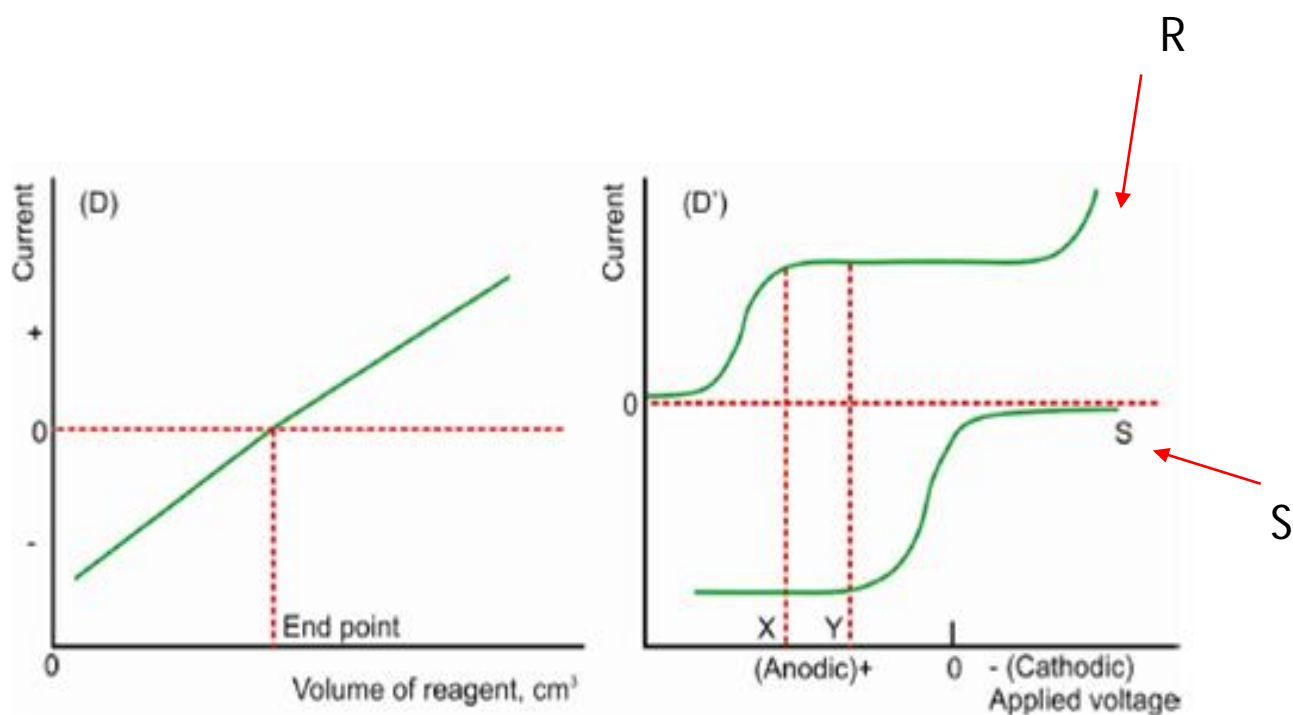 R
Current
(D)
+
0
-
End point
0
Volume of reagent, cm³
Current
(D')
0
S
S
X
Y
(Anodic)+
0
- (Cathodic)
Applied voltage